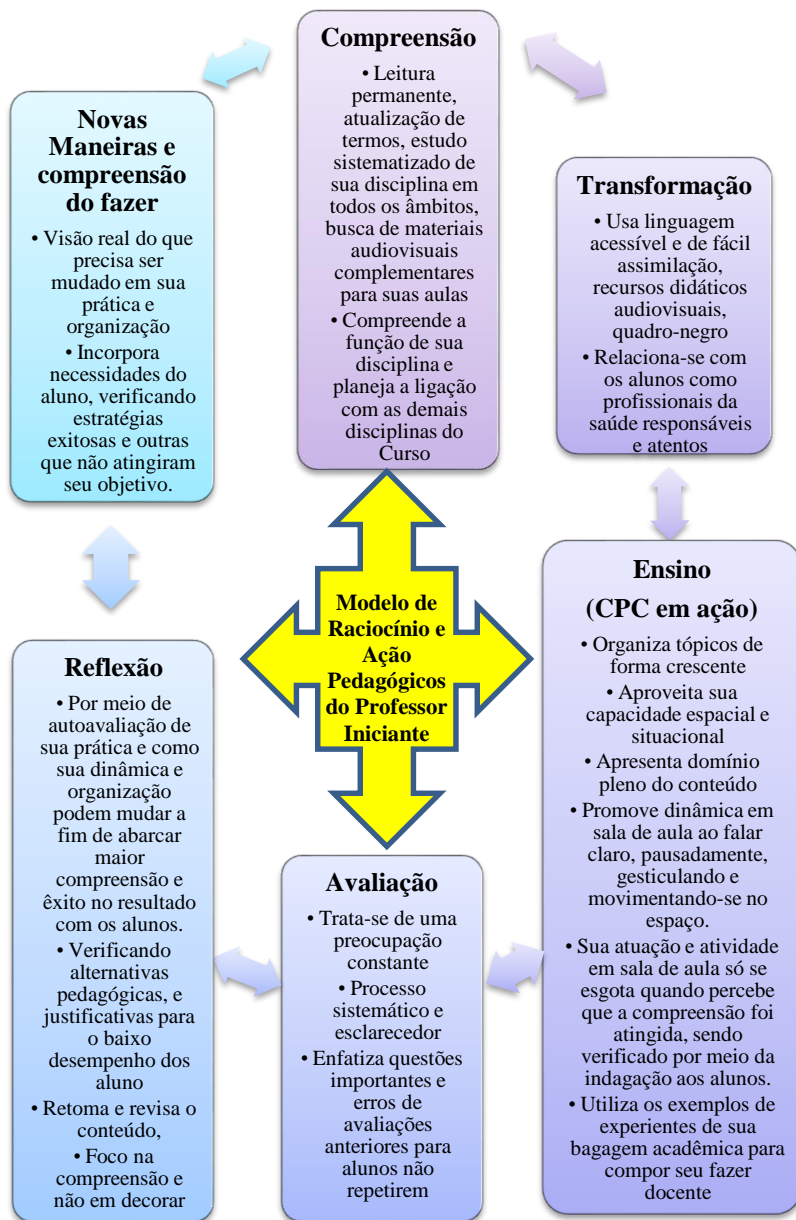 Compreensão
• Leitura
permanente,
atualização de
termos, estudo
sistematizado de
sua disciplina em
todos os âmbitos,
busca de materiais
audiovisuais
complementares
para suas aulas
• Compreende a
função de sua
disciplina e
planeja a ligação
com as demais
disciplinas do
Curso
Transformação
• Usa linguagem
acessível e de fácil
assimilação,
recursos didáticos
audiovisuais,
quadro-negro
• Relaciona-se com
os alunos como
profissionais da
saúde responsáveis
e atentos
Ensino
(CPC em ação)
• Organiza tópicos de
forma crescente
• Aproveita sua
capacidade espacial e
situacional
• Apresenta domínio
pleno do conteúdo
• Promove dinâmica em
sala de aula ao falar
claro, pausadamente,
gesticulando e
movimentando-se no
espaço.
• Sua atuação e atividade
em sala de aula só se
esgota quando percebe
que a compreensão foi
atingida, sendo
verificado por meio da
indagação aos alunos.
• Utiliza os exemplos de
experientes de sua
bagagem acadêmica para
compor seu fazer
docente
Avaliação
• Trata-se de uma
preocupação
constante
• Processo
sistemático e
esclarecedor
• Enfatiza questões
importantes e
erros de
avaliações
anteriores para
alunos não
repetirem
Reflexão
• Por meio de
autoavaliação de
sua prática e como
sua dinâmica e
organização
podem mudar a
fim de abarcar
maior
compreensão e
êxito no resultado
com os alunos.
• Verificando
alternativas
pedagógicas, e
justificativas para
o baixo
desempenho dos
aluno
• Retoma e revisa o
conteúdo,
• Foco na
compreensão e
não em decorar
Novas
Maneiras e
compreensão
do fazer
• Visão real do que
precisa ser
mudado em sua
prática e
organização
• Incorpora
necessidades do
aluno, verificando
estratégias
exitosas e outras
que não atingiram
seu objetivo.
Modelo de
Raciocínio e
Ação
Pedagógicos
do Professor
Iniciante